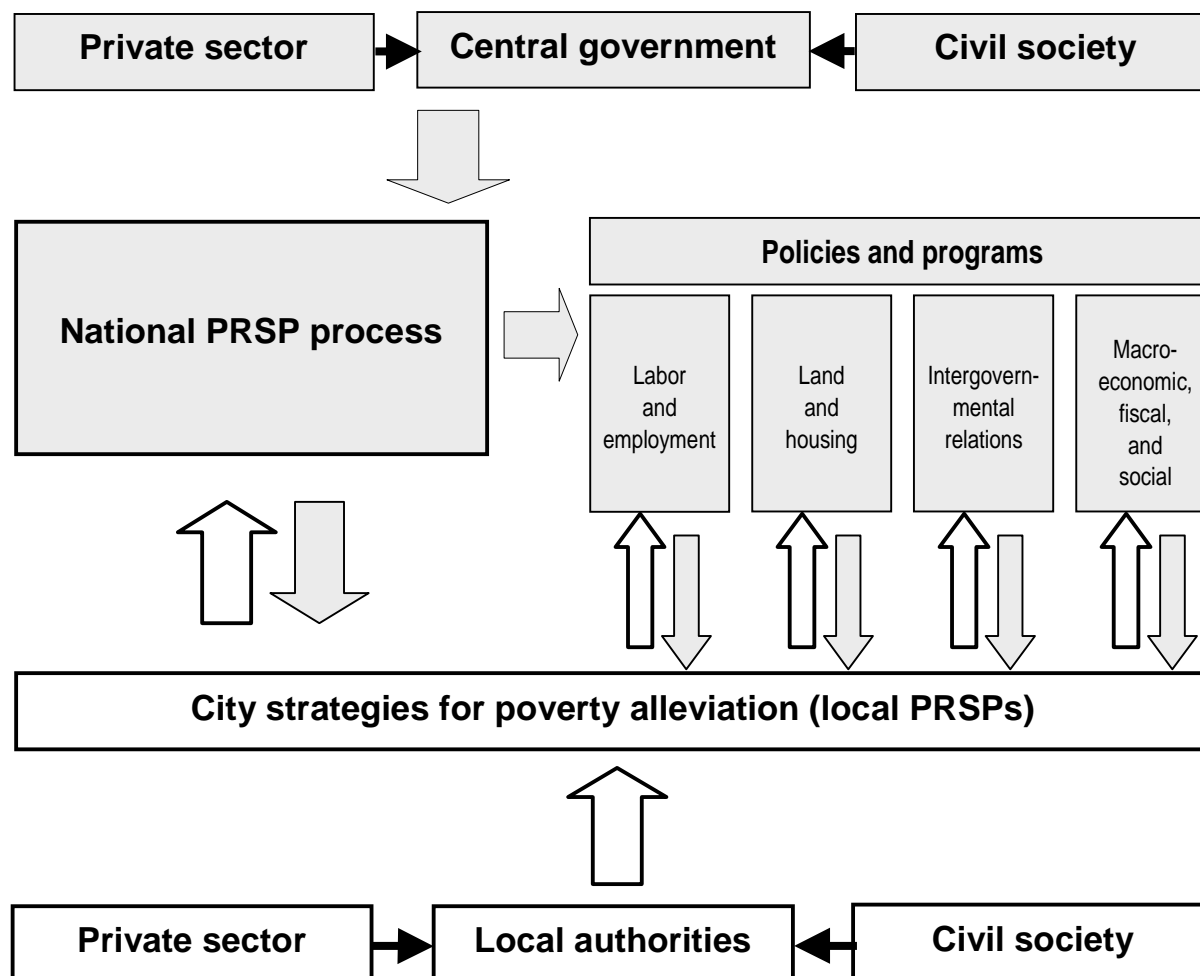 Private sector
Central government
Civil society
National PRSP process
Policies and programs
Labor
and
employment
Land
and
housing
Intergovern-
mental
relations
Macro-
economic,
fiscal,
and
social
City strategies for poverty alleviation (local PRSPs)
Private sector
Local authorities
Civil society